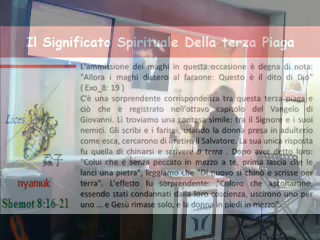 Il Significato Spirituale Della terza Piaga
L'ammissione dei maghi in questa occasione è degna di nota:
"Allora i maghi dissero al faraone: Questo è il dito di Dio"
( Exo_8: 19 )
C'è una sorprendente corrispondenza tra questa terza piaga e
ciò che è registrato nell'ottavo capitolo del Vangelo di
Giovanni. Lì troviamo una contesa simile: tra il Signore e i suoi
nemici. Gli scribi e i farisei, usando la donna presa in adulterio
come esca, cercarono di irretire il Salvatore. La sua unica risposta
fu quella di chinarsi e scrivere a terra . Dopo aver detto loro:
"Colui che è senza peccato in mezzo a te, prima lascia che le
lanci una pietra", leggiamo che "Di nuovo si chinò e scrisse per
terra". L'effetto fu sorprendente: "Coloro che ascoltarono,
essendo stati condannati dalla loro coscienza, uscirono uno per
uno ... e Gesù rimase solo, e la donna in piedi in mezzo":
Lices
蚊子
nyamuk
Shemot 8:16-21